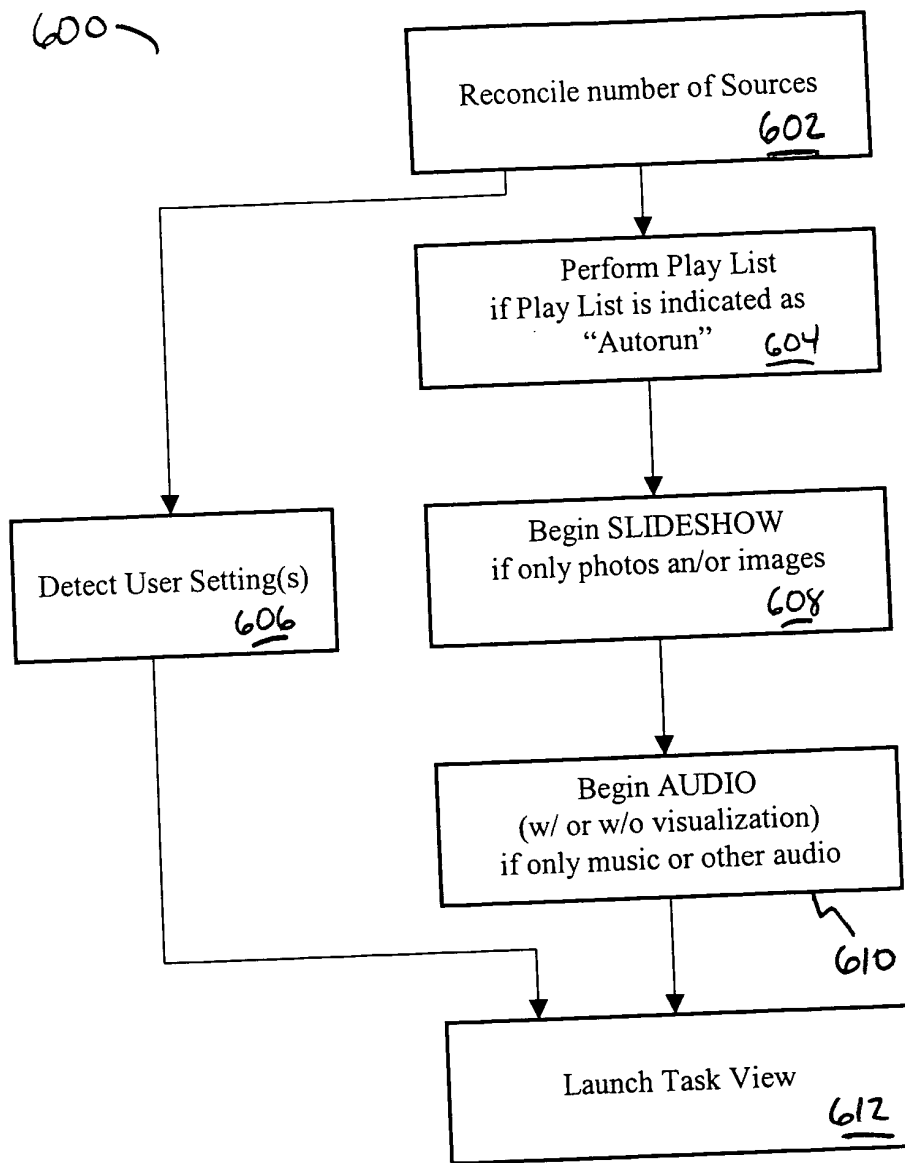 600
Reconcile number of Sources
602
Perform Play List
if Play List is indicated as
“Autorun”
604
Begin SLIDESHOW
if only photos an/or images
608
Detect User Setting(s)
606
Begin AUDIO
(w/ or w/o visualization)
if only music or other audio
610
Launch Task View
612